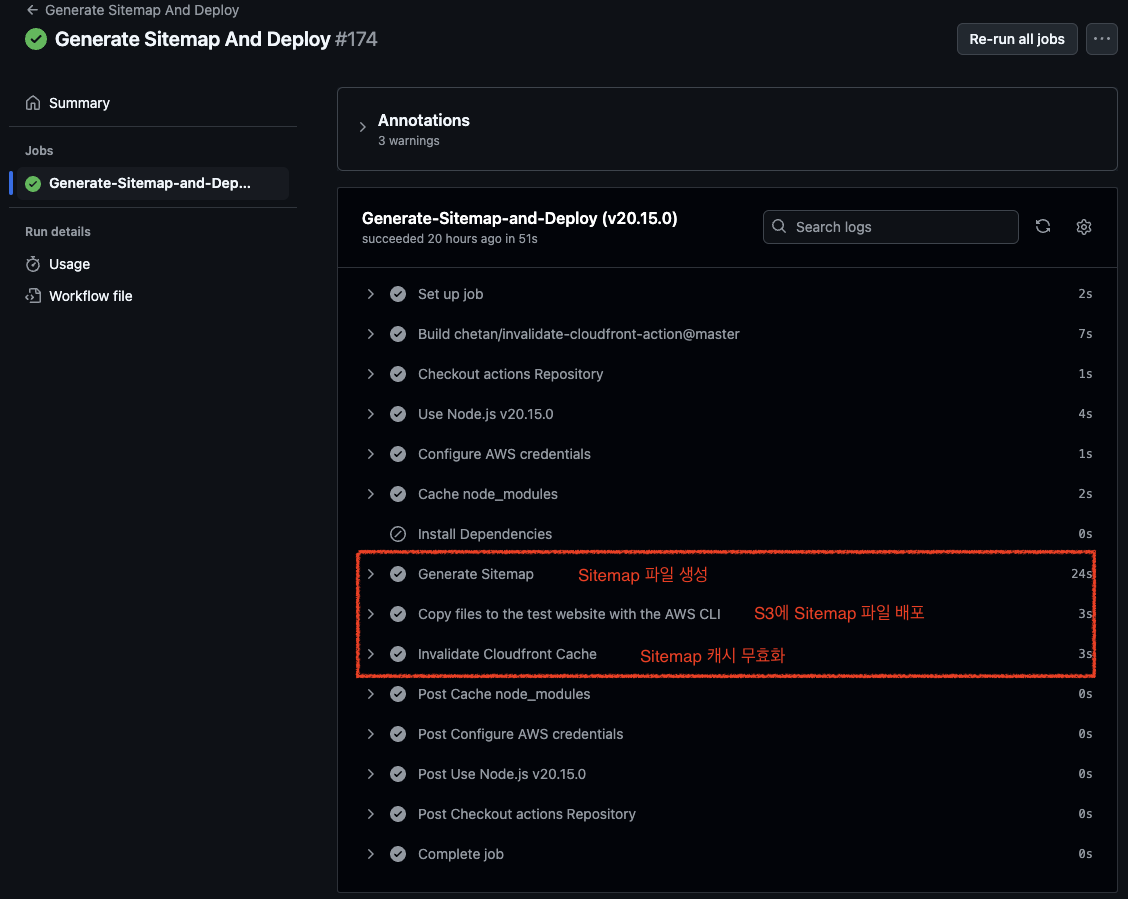 Generate Sitemap And Deploy
Generate Sitemap And Deploy #174
Re-run all jobs
Summary
Jobs
Generate-Sitemap-and-Dep...
Run details
Usage
Workflow file
Annotations
3 warnings
Generate-Sitemap-and-Deploy (v20.15.0)
succeeded 20 hours ago in 51s
Search logs
Set up job 2s
Build chetan/invalidate-cloudfront-action@master 7s
Checkout actions Repository 1s
Use Node.js v20.15.0 4s
Configure AWS credentials 1s
Cache node_modules 2s
Install Dependencies 0s
Generate Sitemap Sitemap 파일 생성 24s
Copy files to the test website with the AWS CLI S3에 Sitemap 파일 배포 3s
Invalidate Cloudfront Cache Sitemap 캐시 무효화 3s
Post Cache node_modules 0s
Post Configure AWS credentials 0s
Post Use Node.js v20.15.0 0s
Post Checkout actions Repository 0s
Complete job 0s